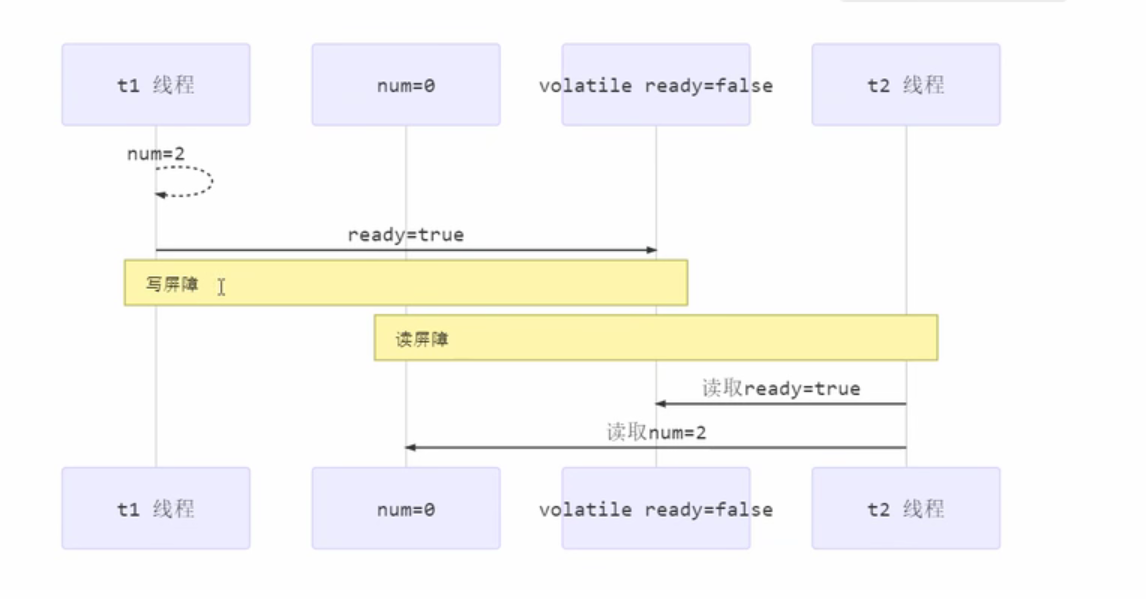 t1 线程
num=0
volatile ready=false
t2 线程
num=2
ready=true
写屏障
读屏障
读取ready=true
读取num=2
t1 线程
num=0
volatile ready=false
t2 线程